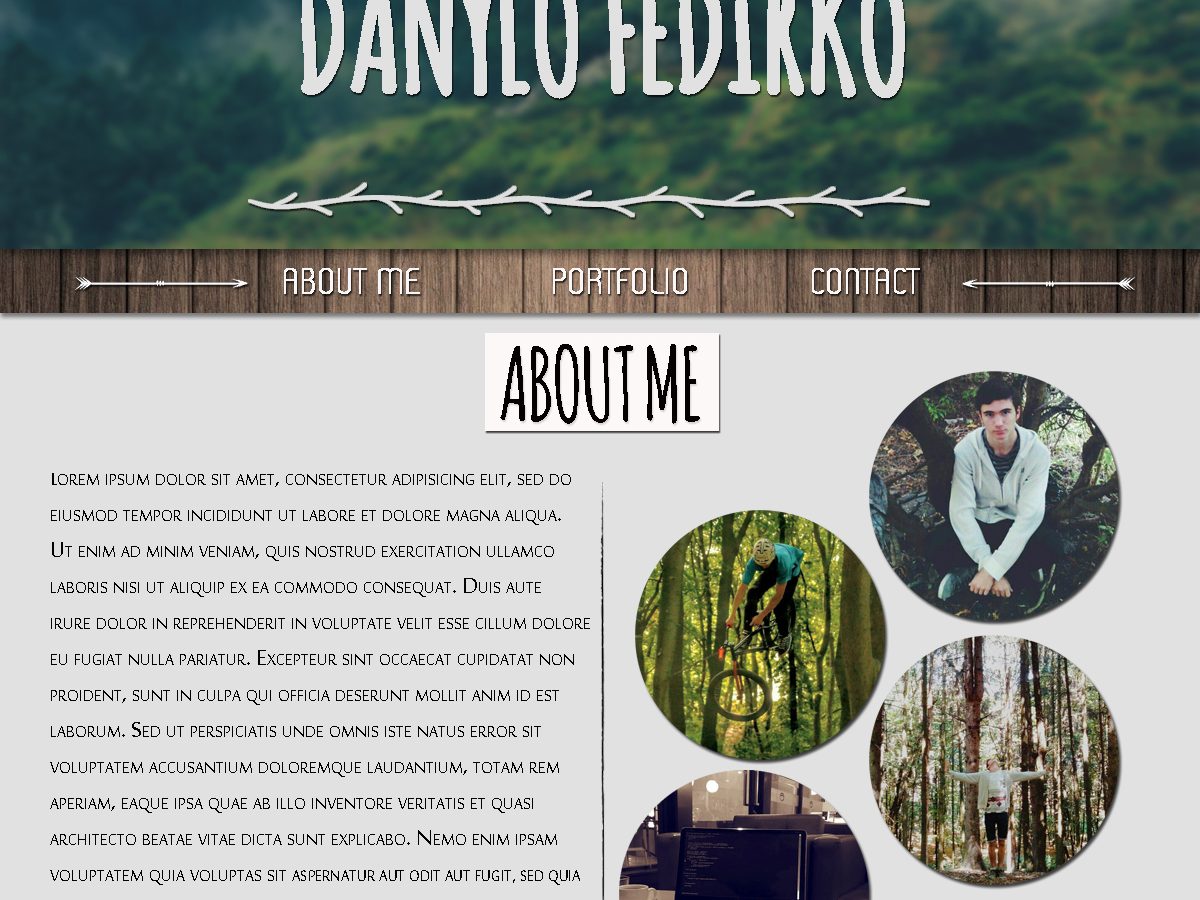 DANYLO FEDIRKO
ABOUT ME
PORTFOLIO
CONTACT
ABOUT ME
Lorem ipsum dolor sit amet, consectetur adipisicing elit, sed do
eiusmod tempor incididunt ut labore et dolore magna aliqua.
Ut enim ad minim veniam, quis nostrud exercitation ullamco
laboris nisi ut aliquip ex ea commodo consequat. Duis aute
irure dolor in reprehenderit in voluptate velit esse cillum dolore
eu fugiat nulla pariatur. Excepteur sint occaecat cupidatat non
proident, sunt in culpa qui officia deserunt mollit anim id est
laborum. Sed ut perspiciatis unde omnis iste natus error sit
voluptatem accusantium doloremque laudantium, totam rem
aperiam, eaque ipsa quae ab illo inventore veritatis et quasi
architecto beatae vitae dicta sunt explicabo. Nemo enim ipsam
voluptatem quia voluptas sit aspernatur aut odit aut fugit, sed quia